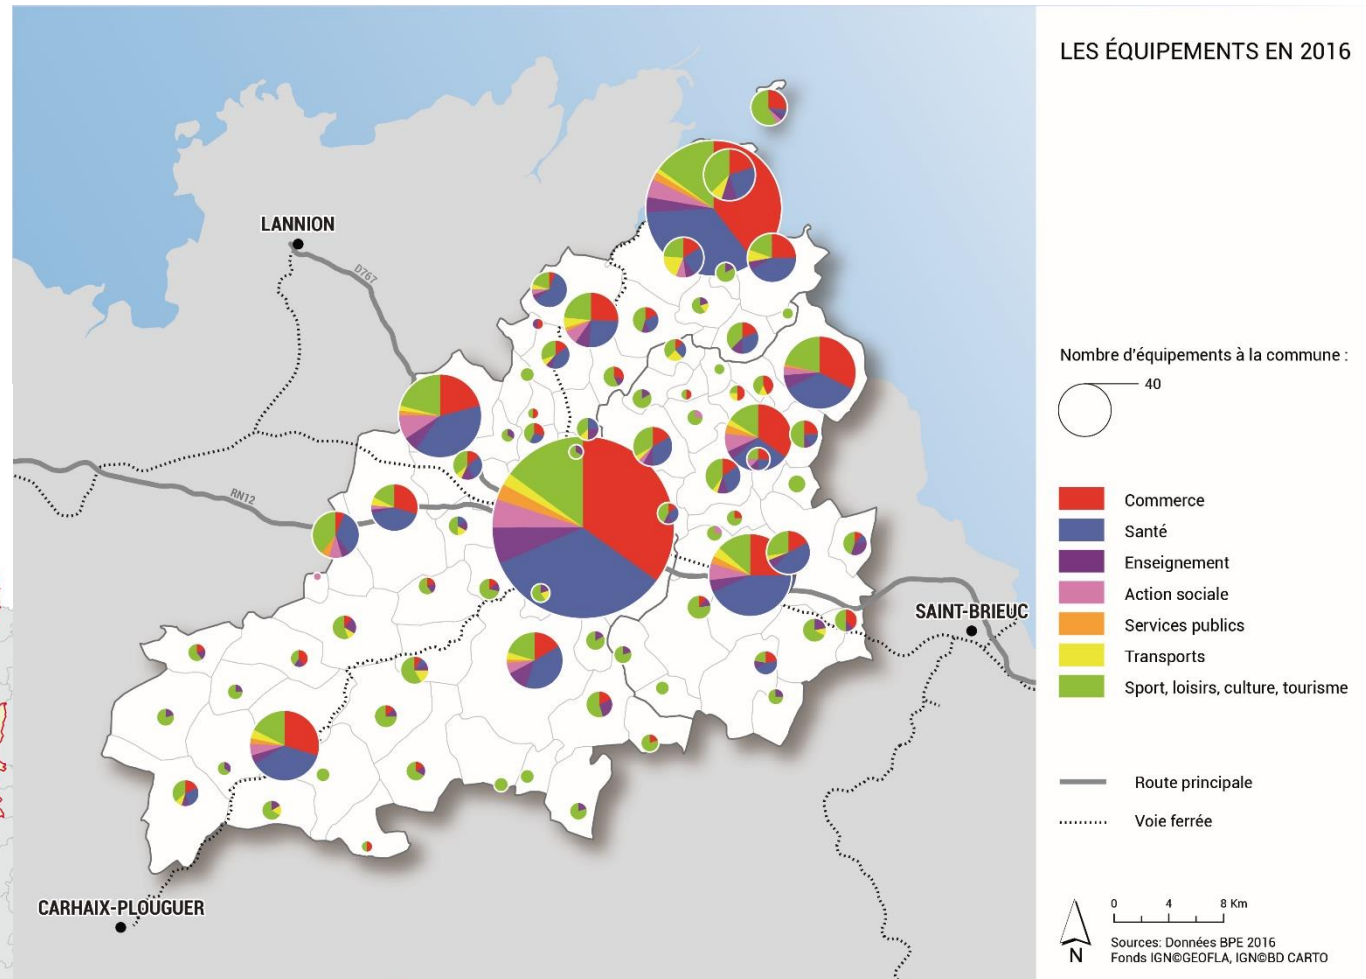 LES ÉQUIPEMENTS EN 2016
LANNION
D767
RN12
SAINT-BRIEUC
CARHAIX-PLOUGUER
Nombre d'équipements à la commune :
40
Commerce
Santé
Enseignement
Action sociale
Services publics
Transports
Sport, loisirs, culture, tourisme
Route principale
Voie ferrée
0 4 8 Km
N
Sources: Données BPE 2016
Fonds IGN©GEOFLA, IGN©BD CARTO